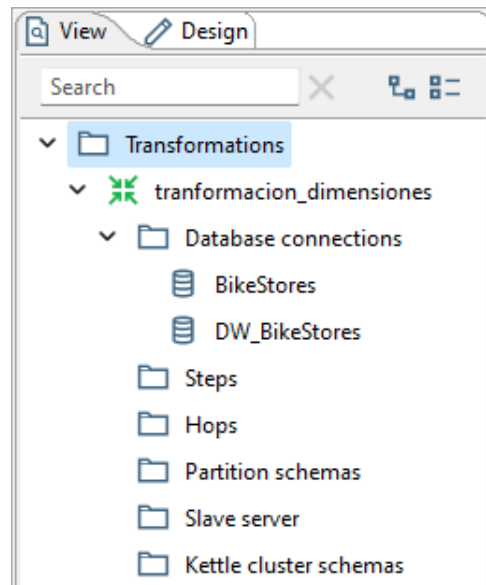 View Design
Search
Transformations
tranformacion_dimensiones
Database connections
BikeStores
DW_BikeStores
Steps
Hops
Partition schemas
Slave server
Kettle cluster schemas